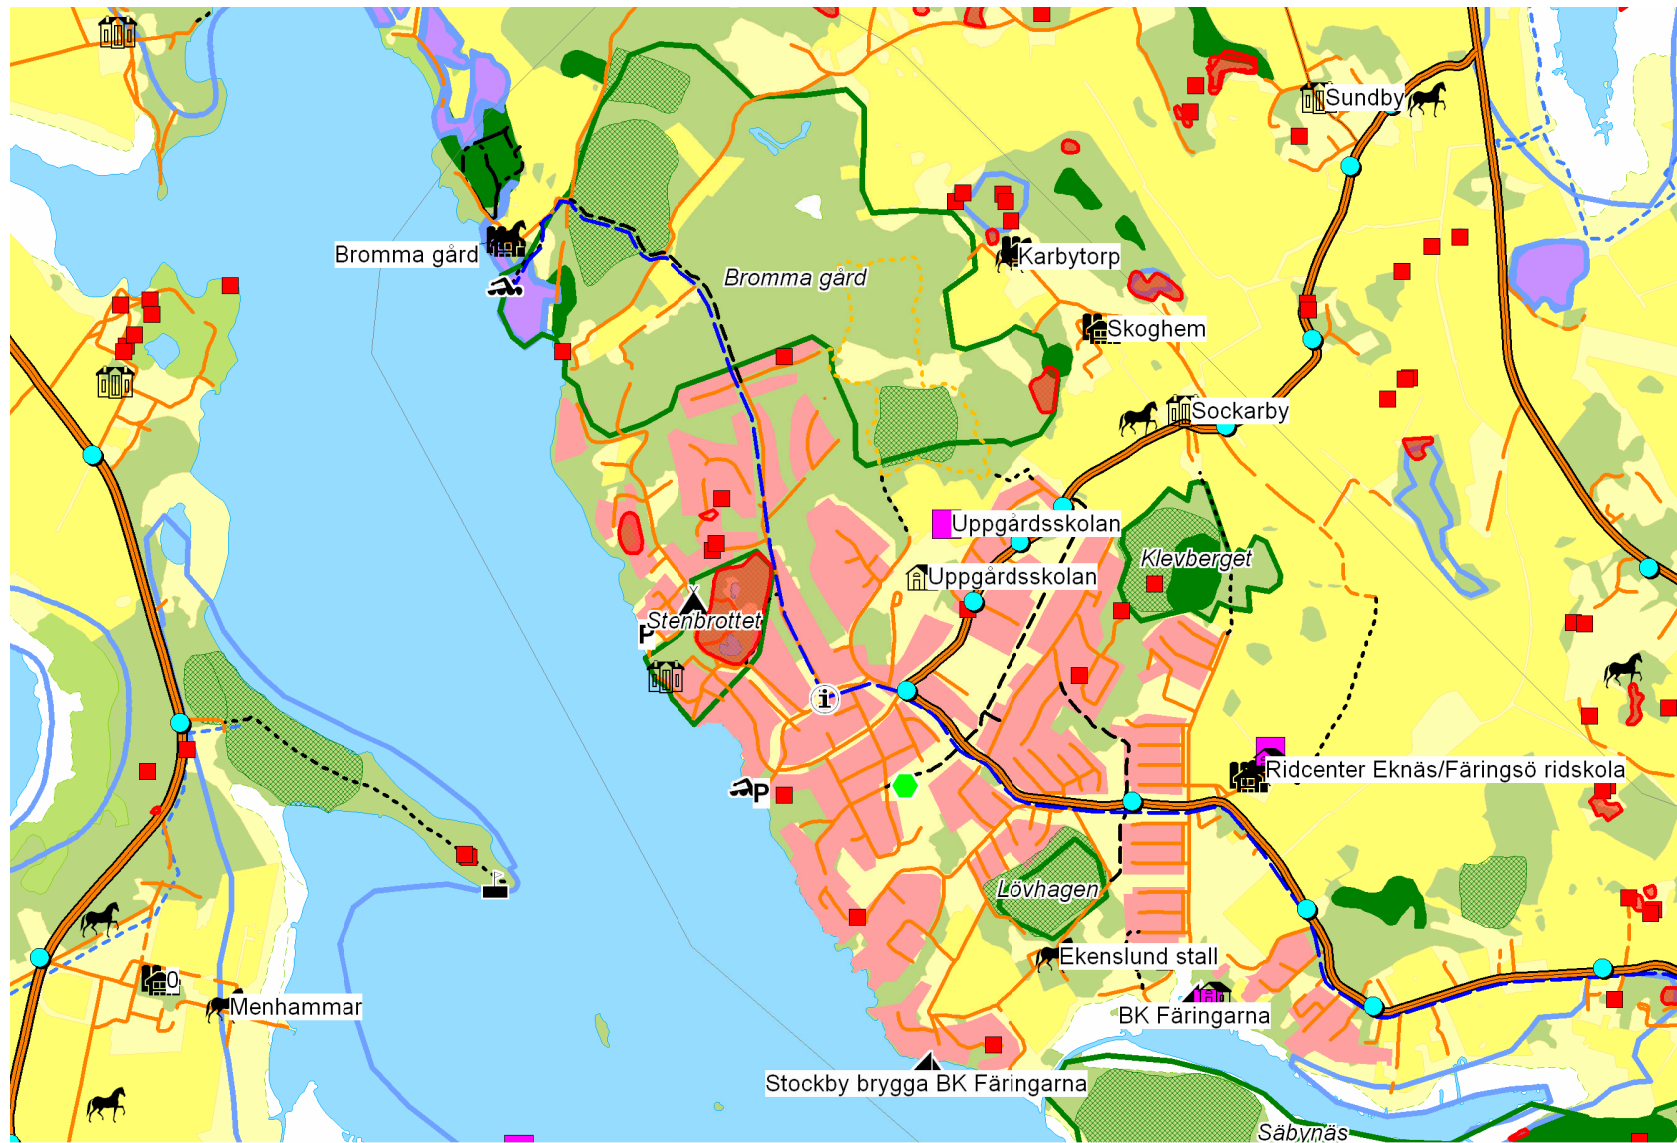 Sundby
Bromma gård
Karbytorp
Bromma gård
Skoghem
Sockarby
Uppgårdsskolan
Klevberget
Uppgårdsskolan
Stenbrottet
P
i
Ridcenter Eknäs/Färingsö ridskola
P
Lövhagen
Ekenslund stall
0
Menhammar
BK Färingarna
Stockby brygga BK Färingarna
Säbynäs